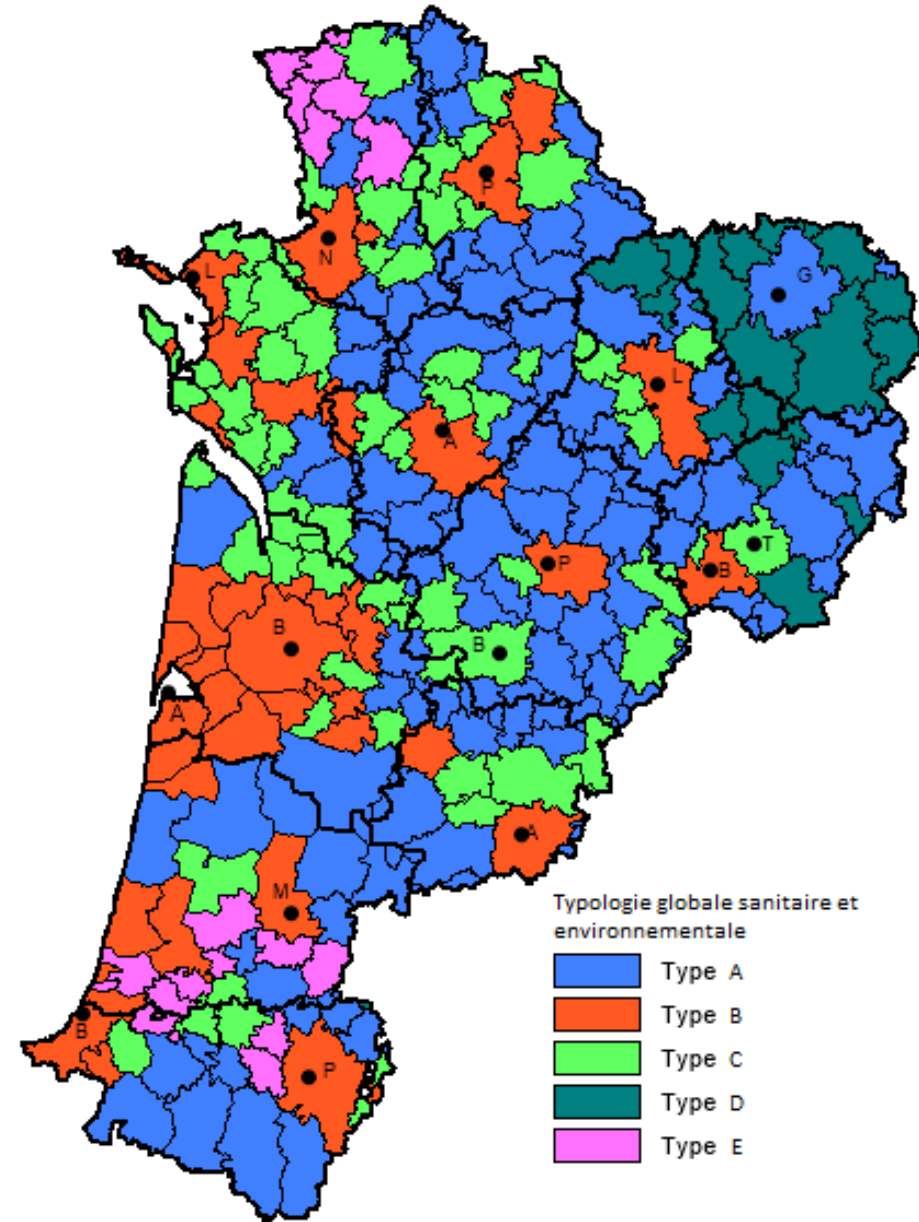 P
N
L
G
L
A
T
B
P
B
B
A
A
M
B
P
Typologie globale sanitaire et
environnementale
Type A
Type B
Type C
Type D
Type E